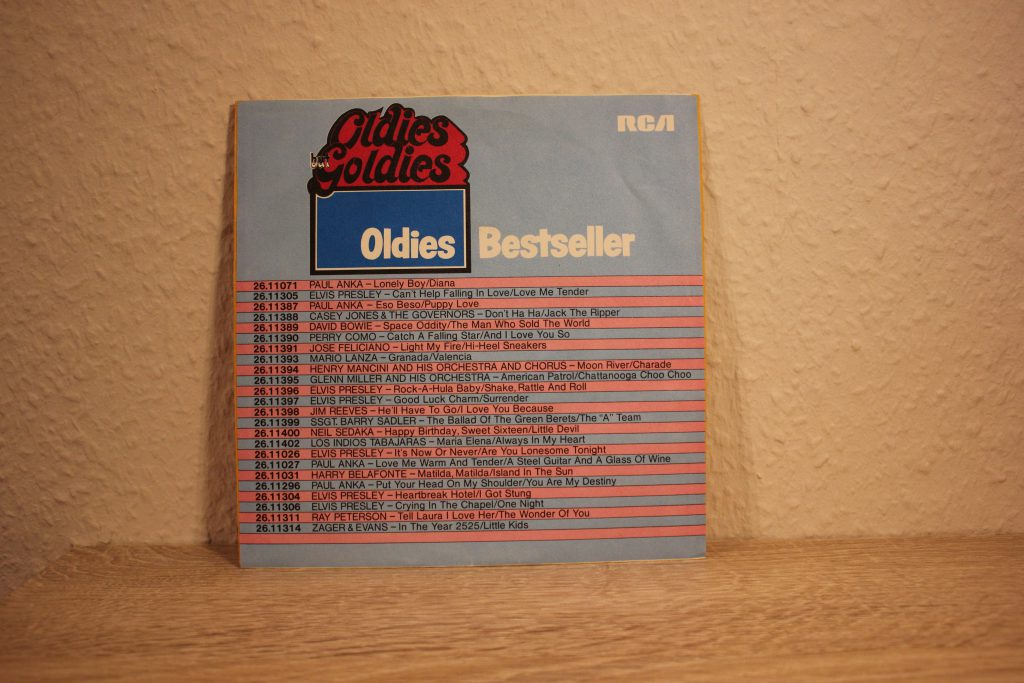 Oldies
but
Goldies
RCA
Oldies Bestseller
26.11071 PAUL ANKA – Lonely Boy/Diana
26.11305 ELVIS PRESLEY – Can't Help Falling In Love/Love Me Tender
26.11387 PAUL ANKA – Eso Beso/Puppy Love
26.11388 CASEY JONES & THE GOVERNORS – Don't Ha Ha/Jack The Ripper
26.11389 DAVID BOWIE – Space Oddity/The Man Who Sold The World
26.11390 PERRY COMO – Catch A Falling Star/And I Love You So
26.11391 JOSE FELICIANO – Light My Fire/Hi-Heel Sneakers
26.11393 MARIO LANZA – Granada/Valencia
26.11394 HENRY MANCINI AND HIS ORCHESTRA AND CHORUS – Moon River/Charade
26.11395 GLENN MILLER AND HIS ORCHESTRA – American Patrol/Chattanooga Choo Choo
26.11396 ELVIS PRESLEY – Rock-A-Hula Baby/Shake, Rattle And Roll
26.11397 ELVIS PRESLEY – Good Luck Charm/Surrender
26.11398 JIM REEVES – He'll Have To Go/I Love You Because
26.11399 SSGT. BARRY SADLER – The Ballad Of The Green Berets/The "A" Team
26.11400 NEIL SEDAKA – Happy Birthday, Sweet Sixteen/Little Devil
26.11402 LOS INDIOS TABAJARAS – Maria Elena/Always In My Heart
26.11026 ELVIS PRESLEY – It's Now Or Never/Are You Lonesome Tonight
26.11027 PAUL ANKA – Love Me Warm And Tender/A Steel Guitar And A Glass Of Wine
26.11031 HARRY BELAFONTE – Matilda, Matilda/Island In The Sun
26.11296 PAUL ANKA – Put Your Head On My Shoulder/You Are My Destiny
26.11304 ELVIS PRESLEY – Heartbreak Hotel/I Got Stung
26.11306 ELVIS PRESLEY – Crying In The Chapel/One Night
26.11311 RAY PETERSON – Tell Laura I Love Her/The Wonder Of You
26.11314 ZAGER & EVANS – In The Year 2525/Little Kids